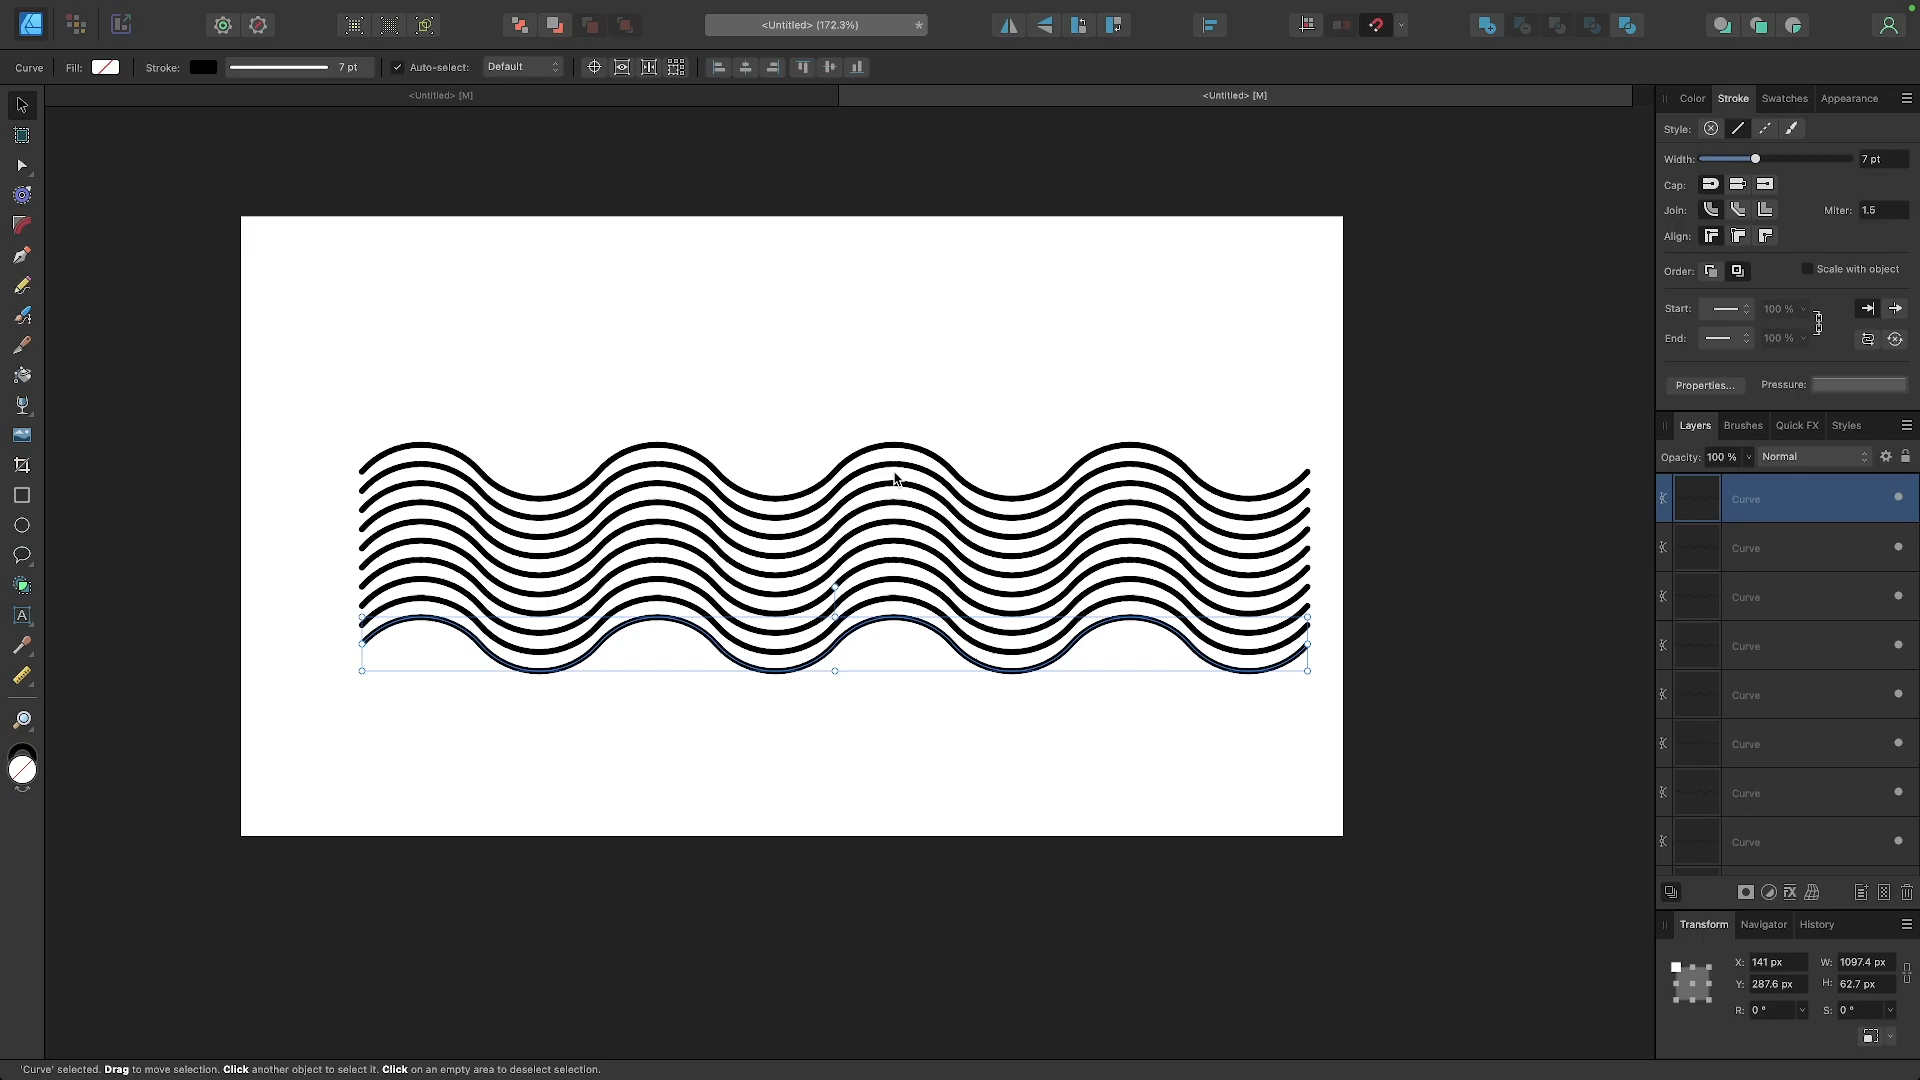 <Untitled> (172.3%)
*
Curve
Fill:
Stroke:
7 pt
Auto-select:
Default
<Untitled> [M]
<Untitled> [M]
Color
Stroke
Swatches
Appearance
Style:
Width:
7 pt
Cap:
Join:
Miter:
1.5
Align:
Order:
Scale with object
Start:
100 %
End:
100 %
Properties...
Pressure:
Layers
Brushes
Quick FX
Styles
Opacity:
100 %
Normal
Curve
Curve
Curve
Curve
Curve
Curve
Curve
Curve
Transform
Navigator
History
X:
141 px
W:
1097.4 px
Y:
287.6 px
H:
62.7 px
R:
0 °
S:
0 °
'Curve' selected. Drag to move selection. Click another object to select it. Click on an empty area to deselect selection.